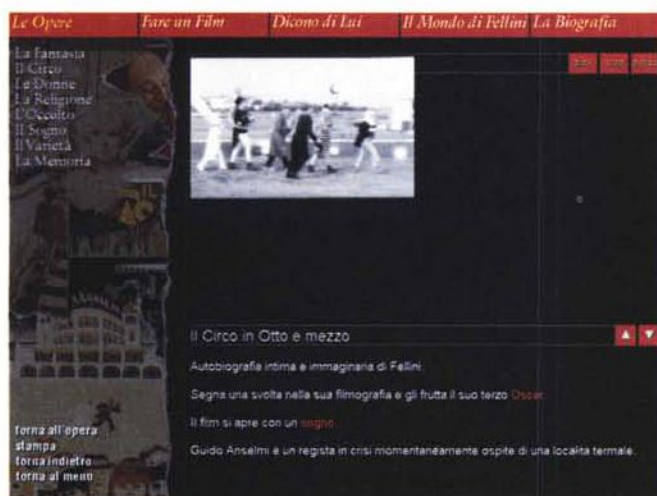 Le Opere
Fare un Film
Dicono di Lui
Il Mondo di Fellini
La Biografia
La Fantasia
Il Circo
Le Donne
La Religione
L'Occulto
Il Sogno
Il Varietà
La Memoria
Il Circo in Otto e mezzo
Autobiografia intima e immaginaria di Fellini.
Segna una svolta nella sua filmografia e gli frutta il suo terzo Oscar.
Il film si apre con un sogno.
Guido Anselmi è un regista in crisi momentaneamente ospite di una località termale.
torna all'opera
stampa
torna indietro
torna al menu